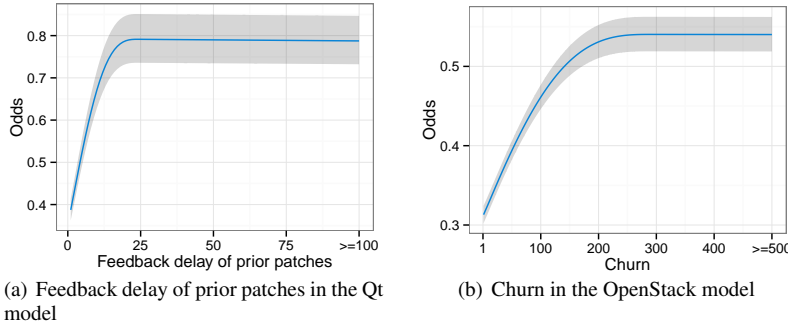 0.8
0.7
0.6
0.5
0.4
Odds
0 25 50 75 >=100
Feedback delay of prior patches
(a) Feedback delay of prior patches in the Qt
model
0.5
0.4
0.3
Odds
1 100 200 300 400 >=500
Churn
(b) Churn in the OpenStack model